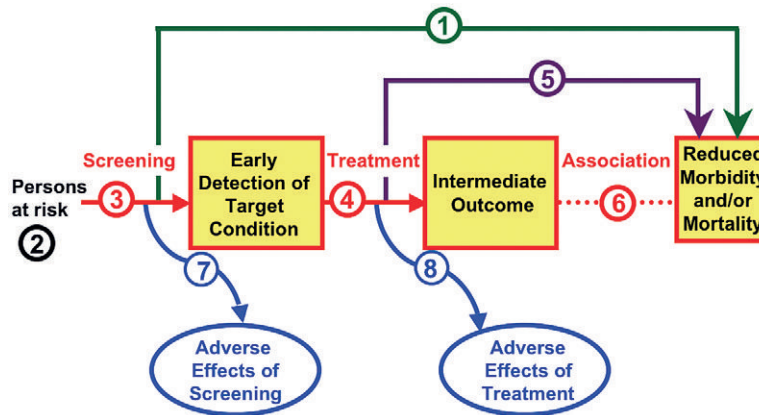 1
5
Screening
Early
Detection of
Target
Condition
Treatment
Intermediate
Outcome
Association
Reduced
Morbidity
and/or
Mortality
Persons
at risk
2
3
4
6
7
8
Adverse
Effects of
Screening
Adverse
Effects of
Treatment